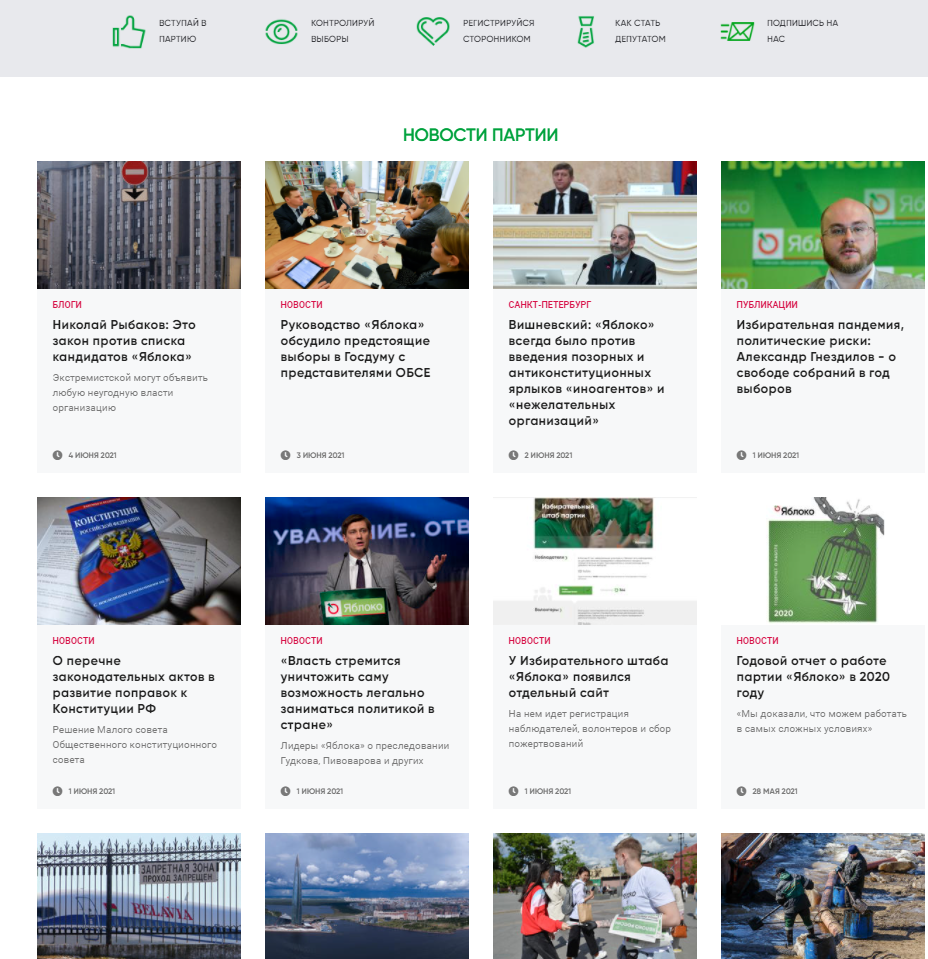 ВСТУПАЙ В
ПАРТИЮ
КОНТРОЛИРУЙ
ВЫБОРЫ
РЕГИСТРИРУЙСЯ
СТОРОННИКОМ
КАК СТАТЬ
ДЕПУТАТОМ
ПОДПИШИСЬ НА
НАС
НОВОСТИ ПАРТИИ
БЛОГИ
Николай Рыбаков: Это
закон против списка
кандидатов «Яблока»
Экстремистской могут объявить
любую неугодную власти
организацию
4 ИЮНЯ 2021
НОВОСТИ
Руководство «Яблока»
обсудило предстоящие
выборы в Госдуму с
представителями ОБСЕ
3 ИЮНЯ 2021
САНКТ-ПЕТЕРБУРГ
Вишневский: «Яблоко»
всегда было против
введения позорных и
антиконституционных
ярлыков «иноагентов» и
«нежелательных
организаций»
2 ИЮНЯ 2021
ПУБЛИКАЦИИ
Избирательная пандемия,
политические риски:
Александр Гнездилов - о
свободе собраний в год
выборов
1 ИЮНЯ 2021
КОНСТИТУЦИЯ
РОССИЙСКОЙ ФЕДЕРАЦИИ
НОВОСТИ
О перечне
законодательных актов в
развитие поправок к
Конституции РФ
Решение Малого совета
Общественного конституционного
совета
1 ИЮНЯ 2021
УВАЖ ИЕ. ОТВ
Яблоко
НОВОСТИ
«Власть стремится
уничтожить саму
возможность легально
заниматься политикой в
стране»
Лидеры «Яблока» о преследовании
Гудкова, Пивоварова и других
1 ИЮНЯ 2021
Избирательный
штаб партии
Наблюдатели
Волонтеры
НОВОСТИ
У Избирательного штаба
«Яблока» появился
отдельный сайт
На нем идет регистрация
наблюдателей, волонтеров и сбор
пожертвований
1 ИЮНЯ 2021
Яблоко
2020
НОВОСТИ
Годовой отчет о работе
партии «Яблоко» в 2020
году
«Мы доказали, что можем работать
в самых сложных условиях»
28 МАЯ 2021
ЗАПРЕТНАЯ ЗОНА
ПРОХОД ЗАПРЕЩЕН
BELAVIA